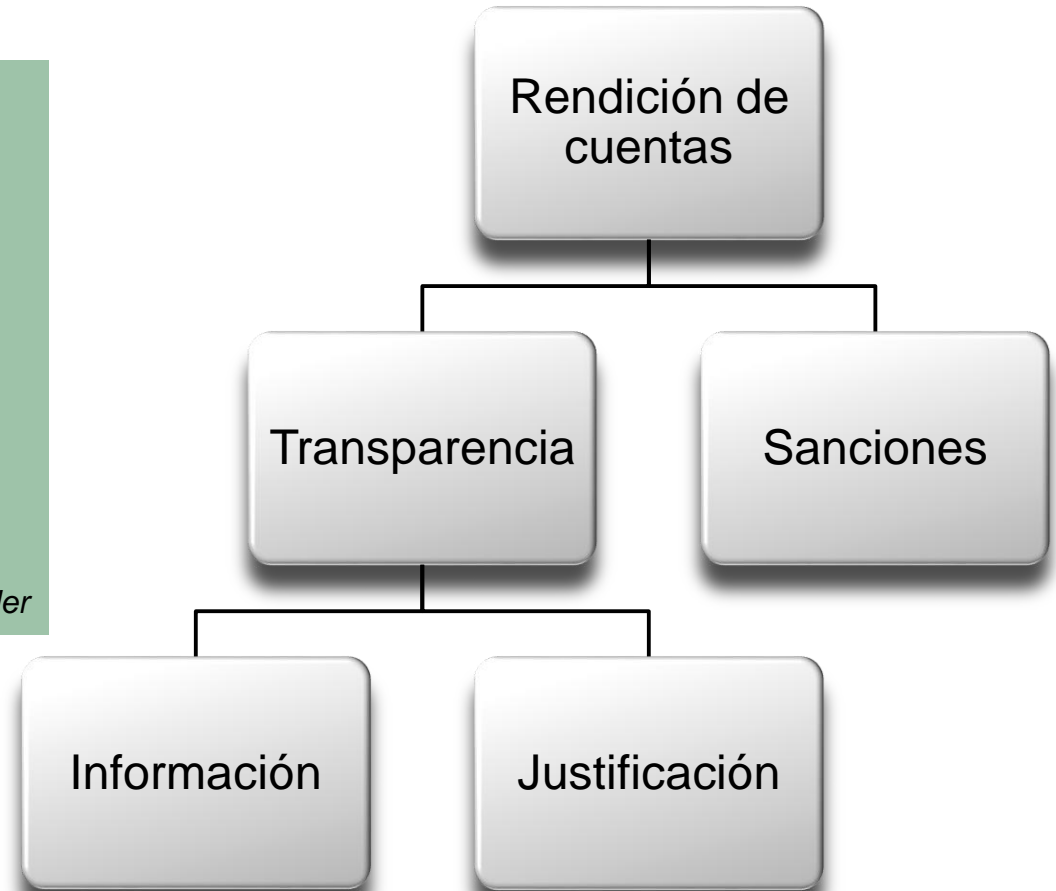 Rendición de
cuentas
Transparencia
Sanciones
Información
Justificación